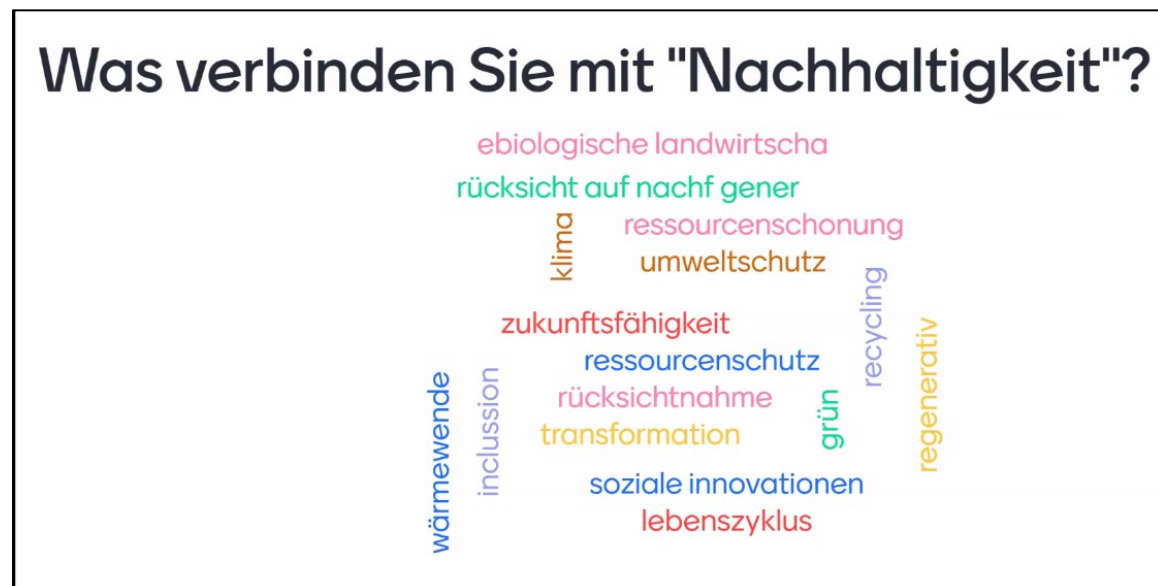 Was verbinden Sie mit "Nachhaltigkeit"?
ebiologische landwirtscha
rücksicht auf nachf gener
klima
ressourcenschonung
umweltschutz
recycling
zukunftsfähigkeit
regenerativ
ressourcenschutz
wärmewende
inclussion
rücksichtnahme
grün
transformation
soziale innovationen
lebenszyklus